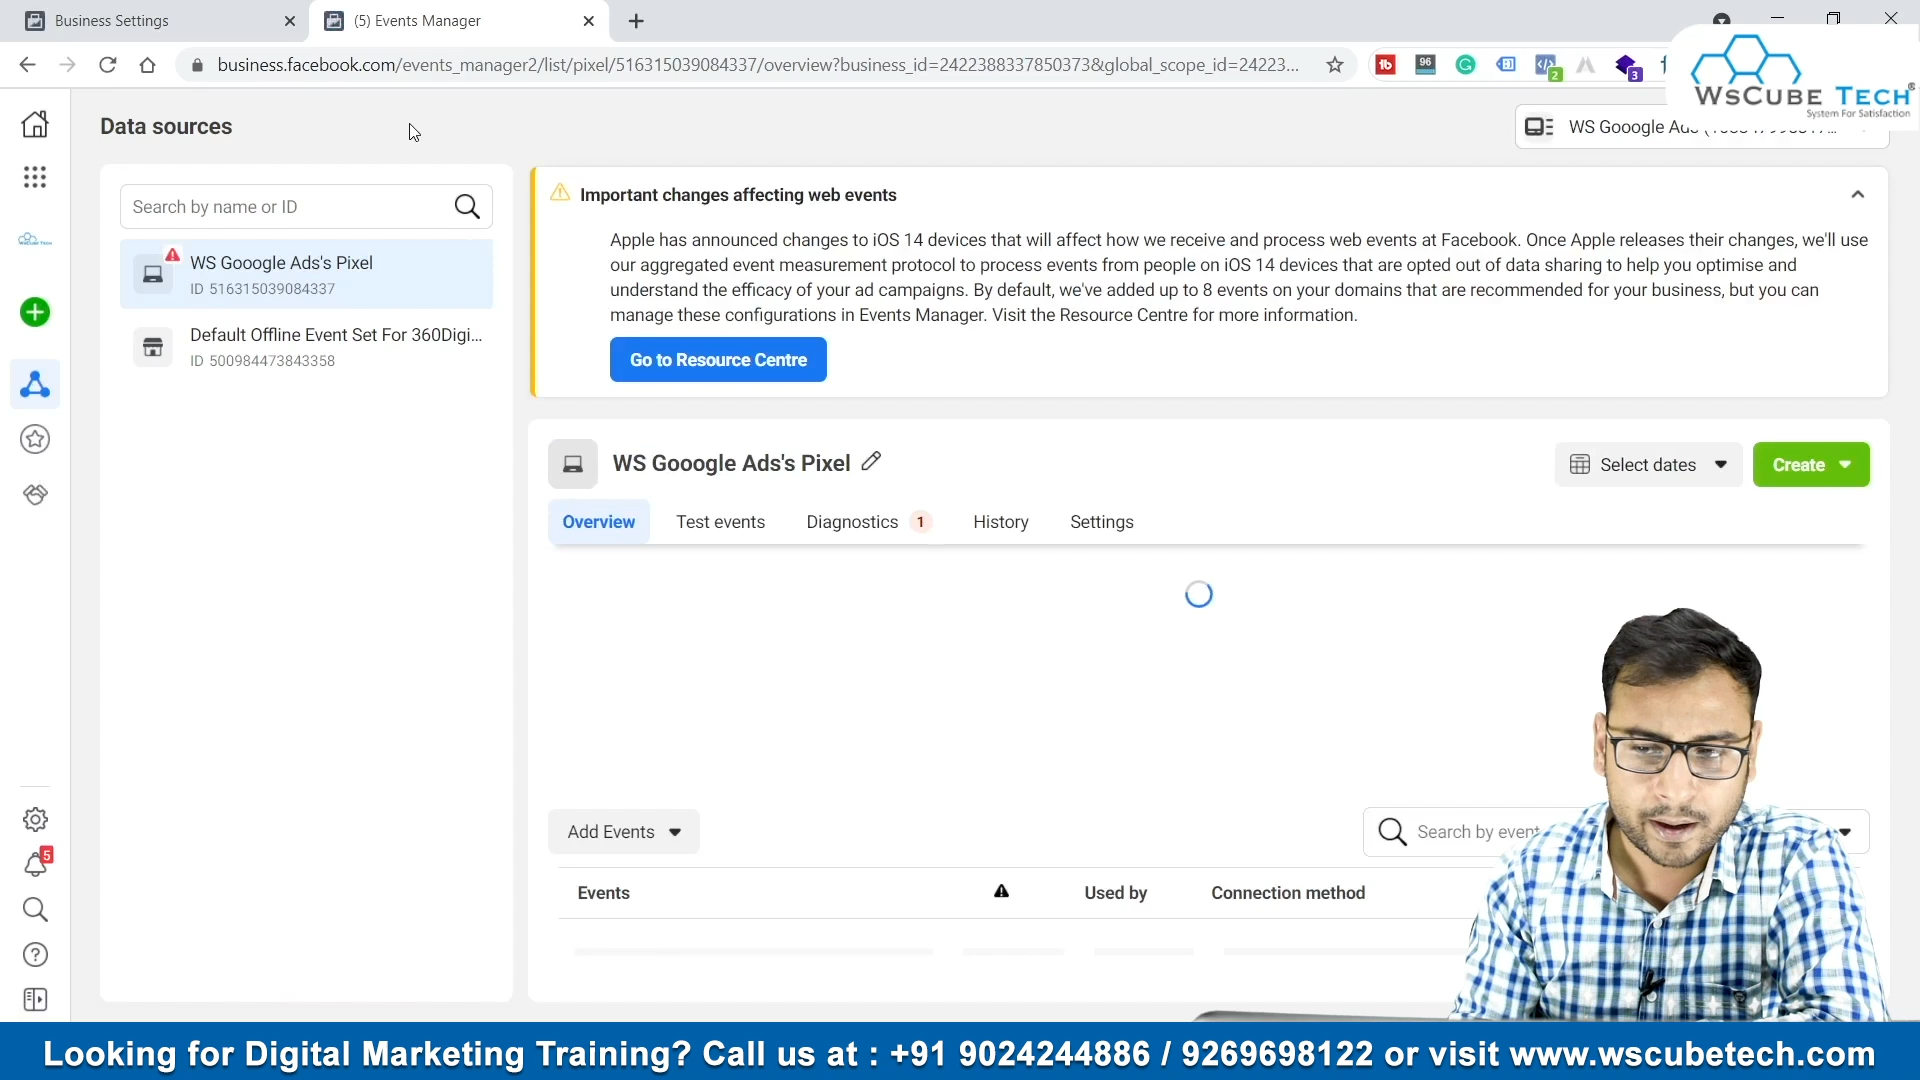 Business Settings
(5) Events Manager
business.facebook.com/events_manager2/list/pixel/516315039084337/overview?business_id=2422388337850373&global_scope_id=24223...
96
2
3
WsCube Tech®
System For Satisfaction
Data sources
WS Gooogle
Search by name or ID
WS Gooogle Ads's Pixel
ID 516315039084337
Default Offline Event Set For 360Digi...
ID 500984473843358
WsCube Tech
Important changes affecting web events
Apple has announced changes to iOS 14 devices that will affect how we receive and process web events at Facebook. Once Apple releases their changes, we'll use
our aggregated event measurement protocol to process events from people on iOS 14 devices that are opted out of data sharing to help you optimise and
understand the efficacy of your ad campaigns. By default, we've added up to 8 events on your domains that are recommended for your business, but you can
manage these configurations in Events Manager. Visit the Resource Centre for more information.
Go to Resource Centre
WS Gooogle Ads's Pixel
Select dates
Create
Overview
Test events
Diagnostics 1
History
Settings
Add Events
Search by event
Events
Used by
Connection method
5
Looking for Digital Marketing Training? Call us at : +91 9024244886 / 9269698122 or visit www.wscubetech.com